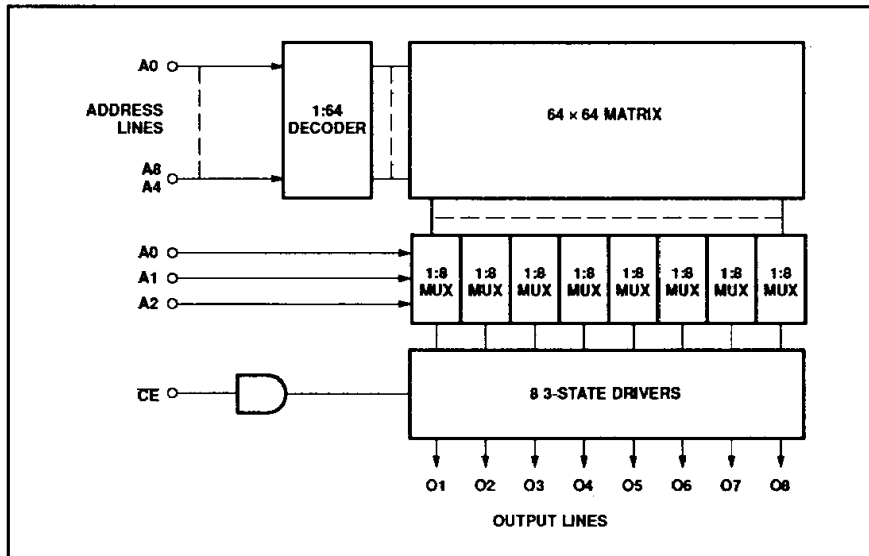 A0
ADDRESS
LINES
A8
A4
1:64
DECODER
64 × 64 MATRIX
A0
A1
A2
1:8
MUX
1:8
MUX
1:8
MUX
1:8
MUX
1:8
MUX
1:8
MUX
1:8
MUX
1:8
MUX
C̅E̅
8 3-STATE DRIVERS
O1 O2 O3 O4 O5 O6 O7 O8
OUTPUT LINES